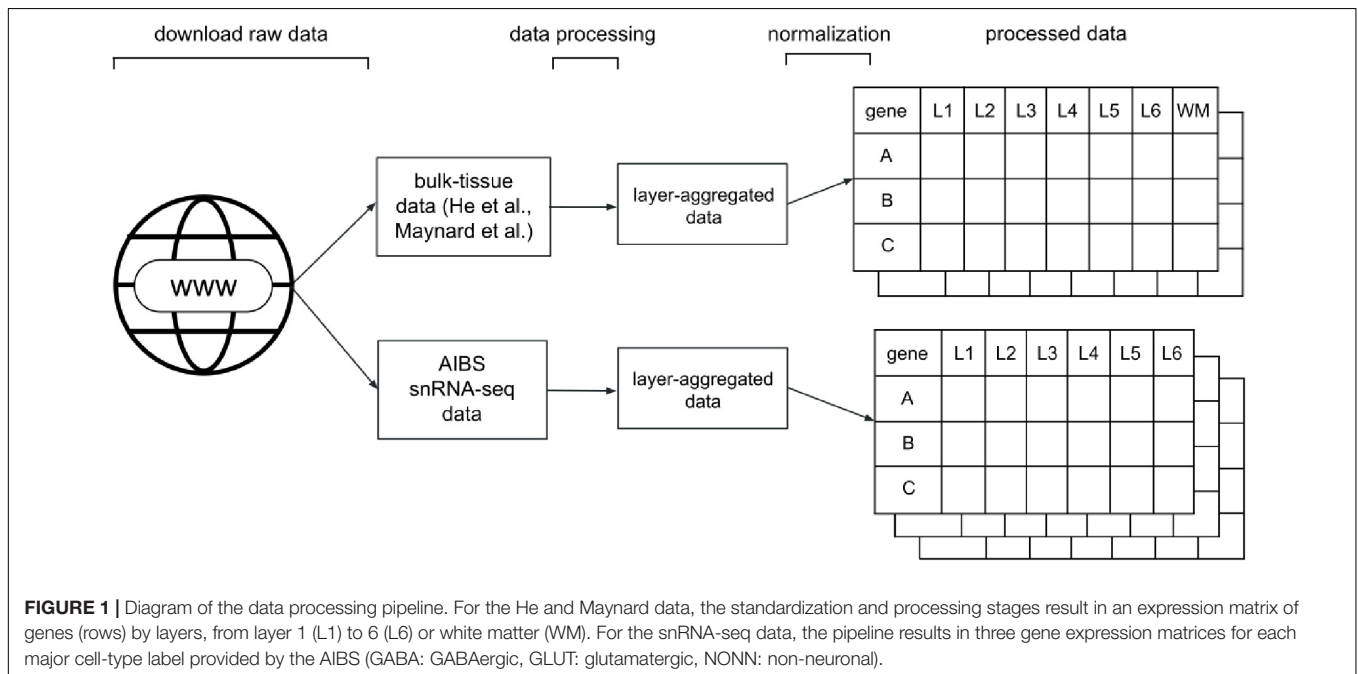 download raw data
data processing
normalization
processed data
www
bulk-tissue
data (He et al.,
Maynard et al.)
layer-aggregated
data
gene L1 L2 L3 L4 L5 L6 WM
A
B
C
AIBS
snRNA-seq
data
layer-aggregated
data
gene L1 L2 L3 L4 L5 L6
A
B
C
FIGURE 1 | Diagram of the data processing pipeline. For the He and Maynard data, the standardization and processing stages result in an expression matrix of
genes (rows) by layers, from layer 1 (L1) to 6 (L6) or white matter (WM). For the snRNA-seq data, the pipeline results in three gene expression matrices for each
major cell-type label provided by the AIBS (GABA: GABAergic, GLUT: glutamatergic, NONN: non-neuronal).